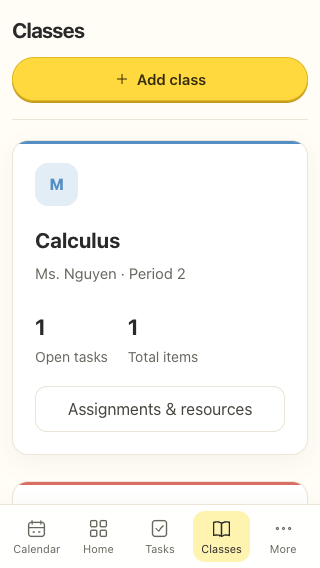 Classes
+ Add class
M
Calculus
Ms. Nguyen · Period 2
1 1
Open tasks Total items
Assignments & resources
Calendar Home Tasks Classes More